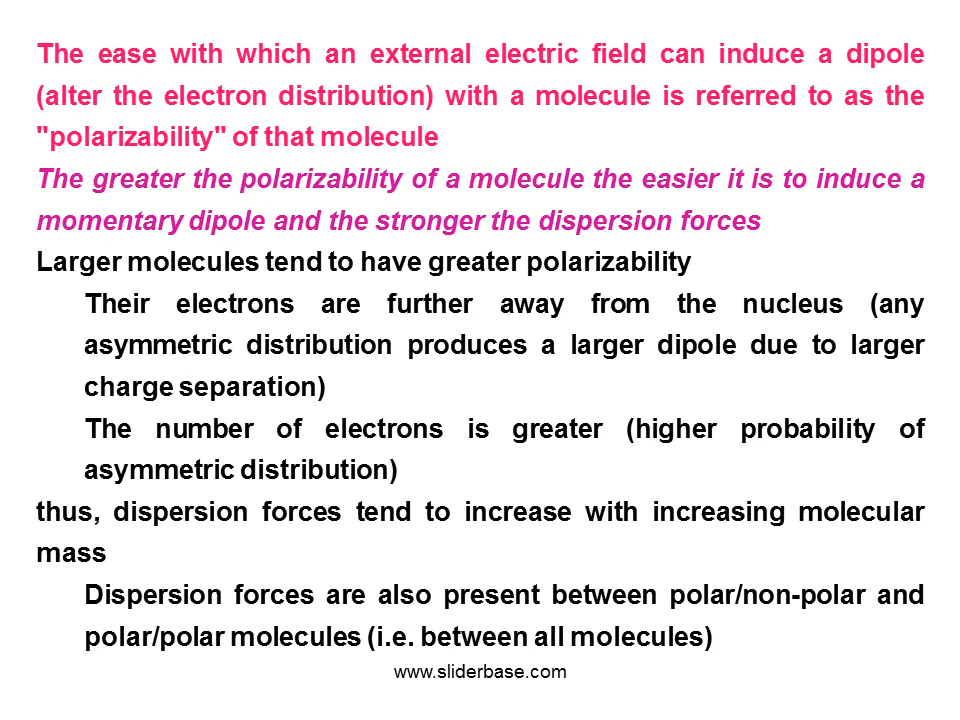 The ease with which an external electric field can induce a dipole
(alter the electron distribution) with a molecule is referred to as the
"polarizability" of that molecule
The greater the polarizability of a molecule the easier it is to induce a
momentary dipole and the stronger the dispersion forces
Larger molecules tend to have greater polarizability
Their electrons are further away from the nucleus (any
asymmetric distribution produces a larger dipole due to larger
charge separation)
The number of electrons is greater (higher probability of
asymmetric distribution)
thus, dispersion forces tend to increase with increasing molecular
mass
Dispersion forces are also present between polar/non-polar and
polar/polar molecules (i.e. between all molecules)
www.sliderbase.com